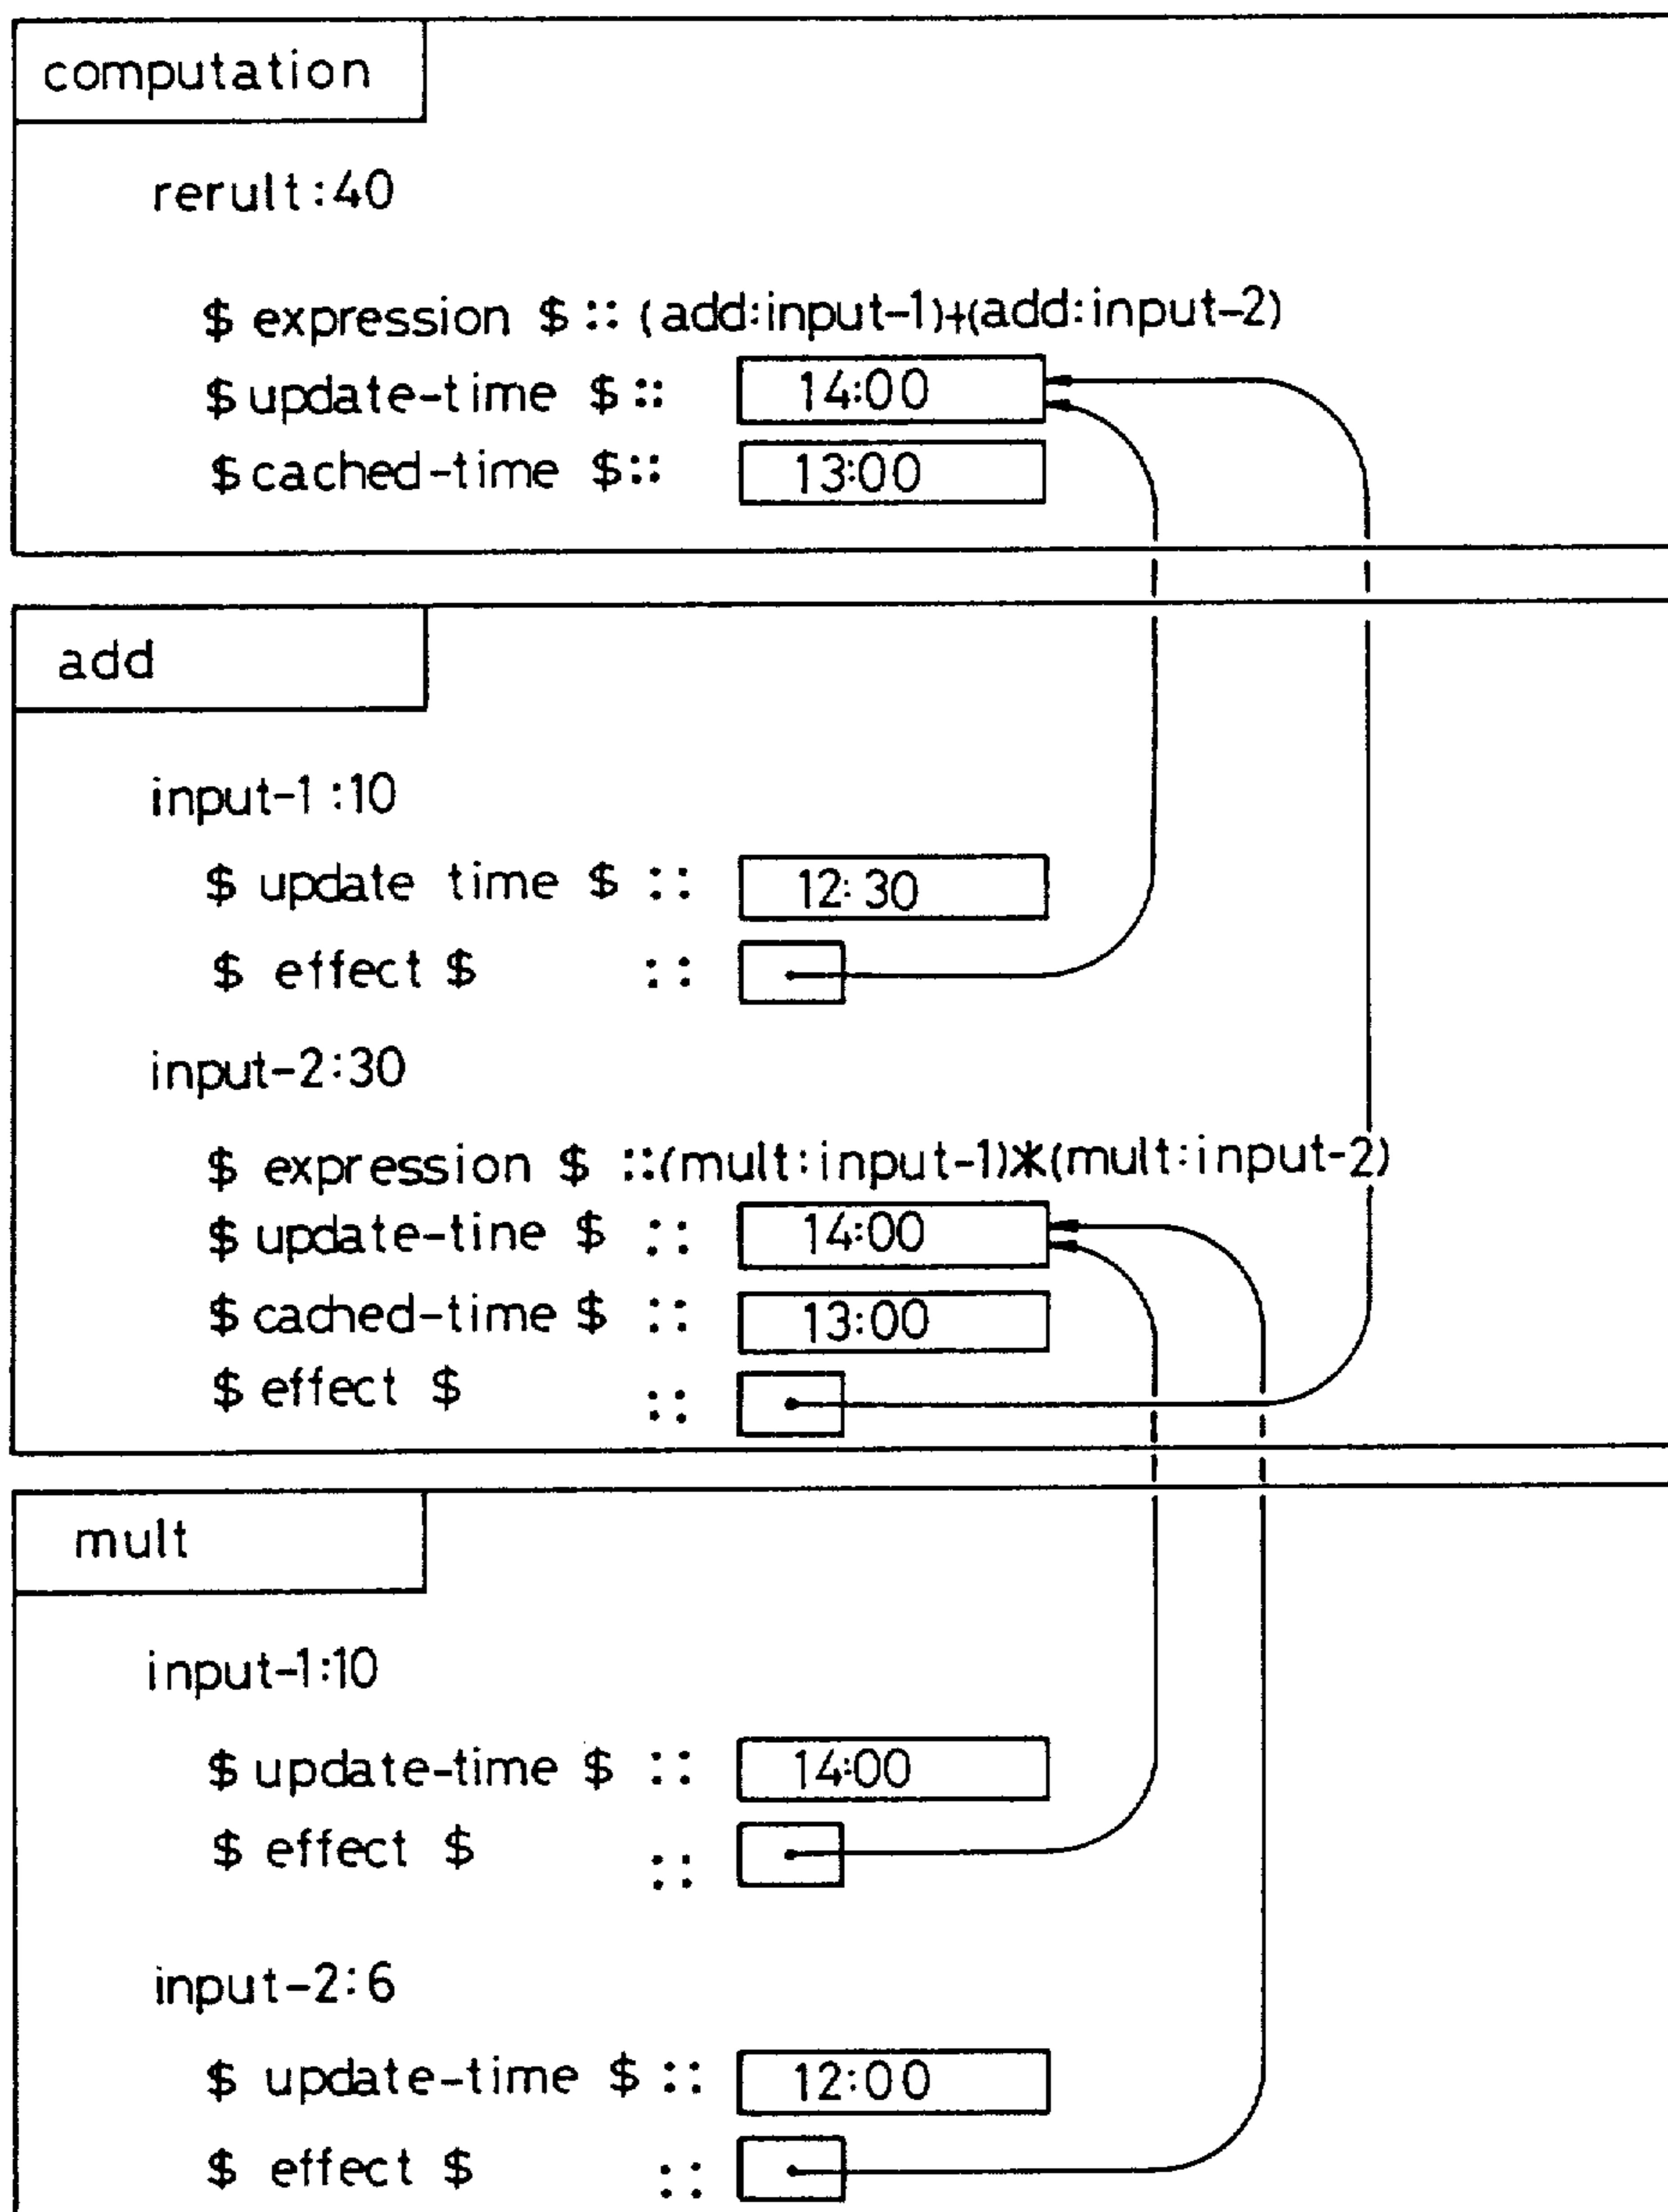 computation
rerult:40
$ expression $ :: (add:input-1)+(add:input-2)
$ update-time $ :: 14:00
$ cached-time $ :: 13:00
add
input-1:10
$ update time $ :: 12:30
$ effect $ ::
input-2:30
$ expression $ ::(mult:input-1)*(mult:input-2)
$ update-tine $ :: 14:00
$ cached-time $ :: 13:00
$ effect $ ::
mult
input-1:10
$ update-time $ :: 14:00
$ effect $ ::
input-2:6
$ update-time $ :: 12:00
$ effect $ ::